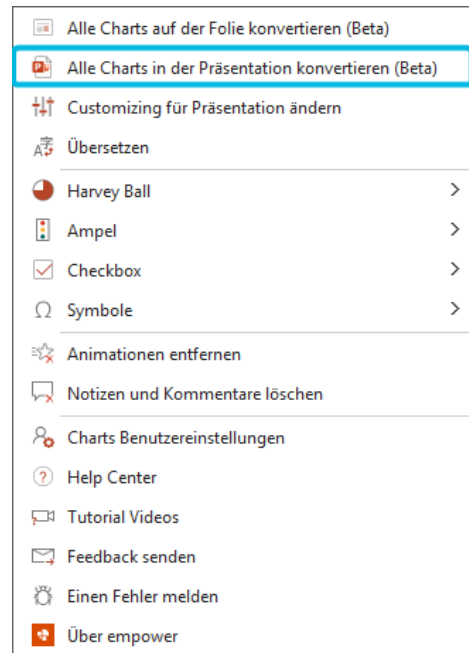 Alle Charts auf der Folie konvertieren (Beta)
Alle Charts in der Präsentation konvertieren (Beta)
Customizing für Präsentation ändern
Übersetzen
Harvey Ball
Ampel
Checkbox
Symbole
Animationen entfernen
Notizen und Kommentare löschen
Charts Benutzereinstellungen
Help Center
Tutorial Videos
Feedback senden
Einen Fehler melden
Über empower